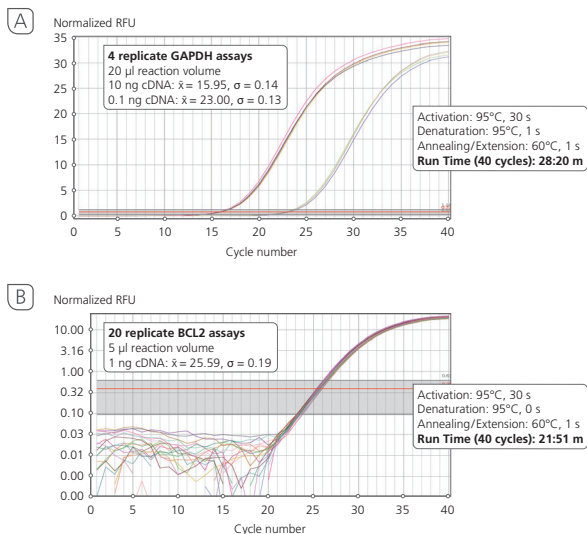 A
Normalized RFU
35
30
25
20
15
10
5
0
4 replicate GAPDH assays
20 µl reaction volume
10 ng cDNA: x̄ = 15.95, σ = 0.14
0.1 ng cDNA: x̄ = 23.00, σ = 0.13
Activation: 95°C, 30 s
Denaturation: 95°C, 1 s
Annealing/Extension: 60°C, 1 s
Run Time (40 cycles): 28:20 m
0 5 10 15 20 25 30 35 40
Cycle number
B
Normalized RFU
10.00
3.16
1.00
0.32
0.10
0.03
0.01
0.00
0.00
20 replicate BCL2 assays
5 µl reaction volume
1 ng cDNA: x̄ = 25.59, σ = 0.19
Activation: 95°C, 30 s
Denaturation: 95°C, 0 s
Annealing/Extension: 60°C, 1 s
Run Time (40 cycles): 21:51 m
0 5 10 15 20 25 30 35 40
Cycle number